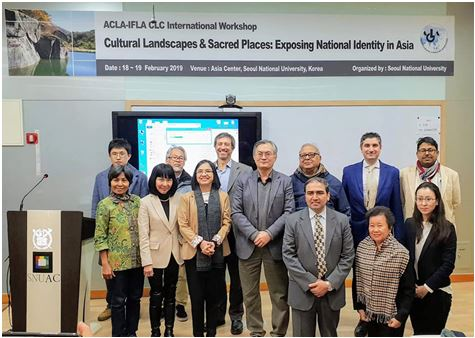 ACLA-IFLA CLC International Workshop
Cultural Landscapes & Sacred Places: Exposing National Identity in Asia
Date : 18 ~ 19 February 2019 Venue : Asia Center, Seoul National University, Korea Organized by : Seoul National University
SNUAC